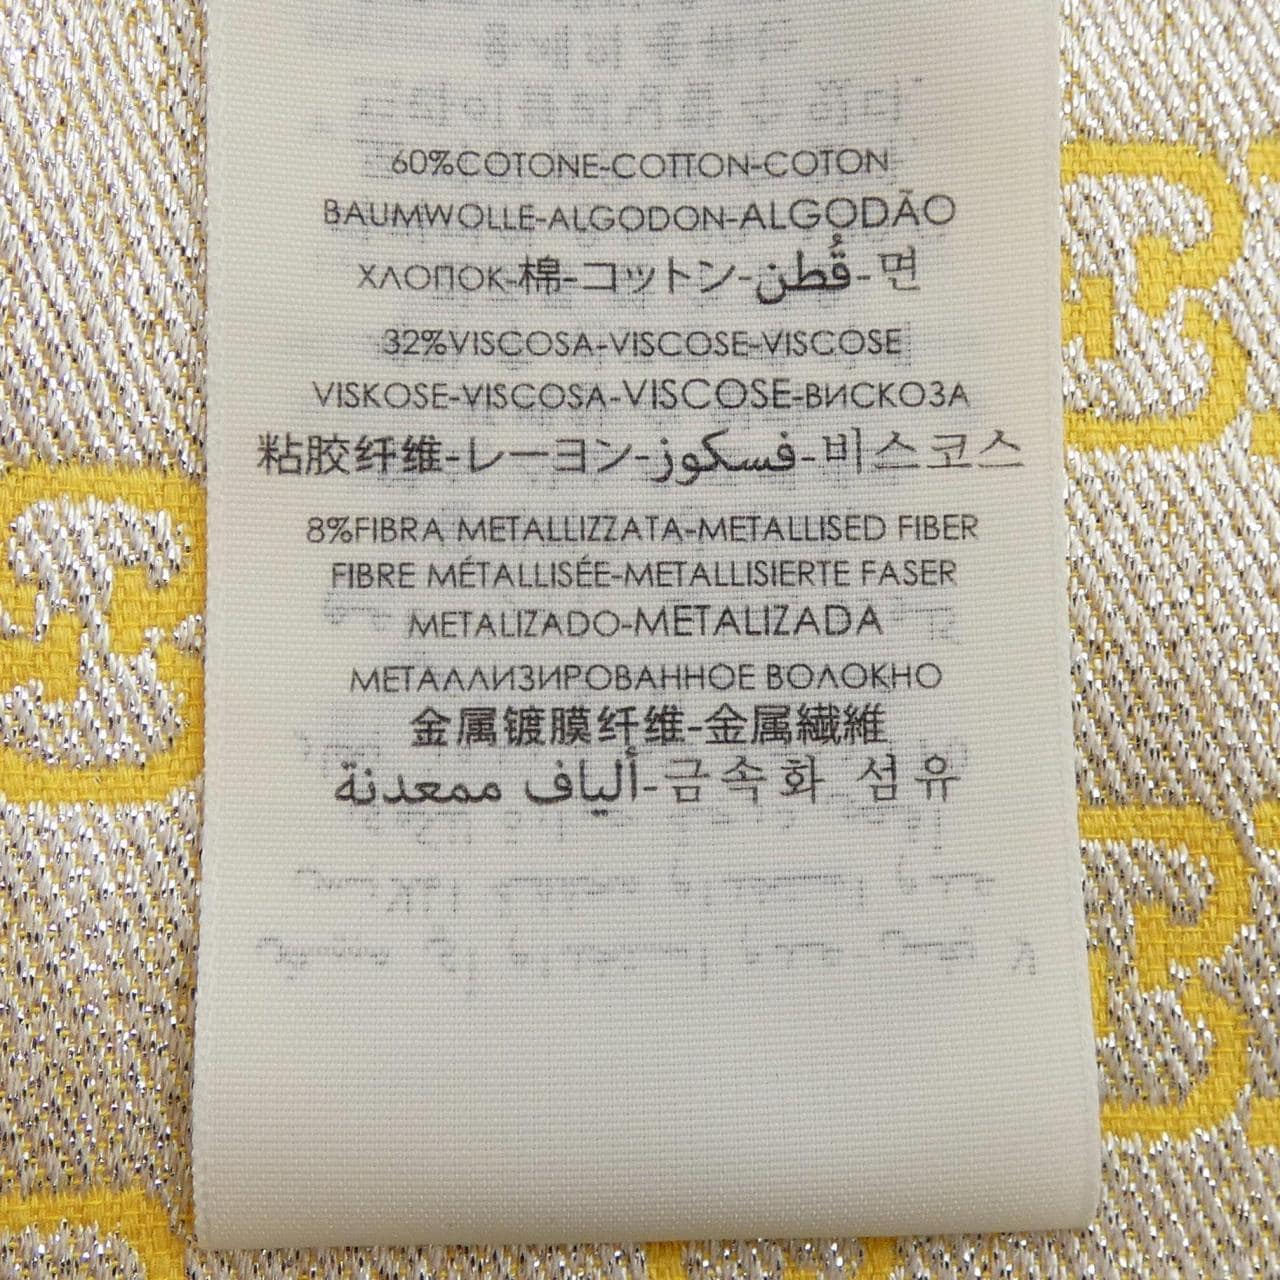 60%COTONE-COTTON-COTON
BAUMWOLLE-ALGODON-ALGODÃO
ХЛОПОК-棉-コットン-قُطن-면
32%VISCOSA-VISCOSE-VISCOSE
VISKOSE-VISCOSA-VISCOSE-ВИСКОЗА
粘胶纤维-レーヨン-فسكوز-비스코스
8%FIBRA METALLIZZATA-METALLISED FIBER
FIBRE MÉTALLISÉE-METALLISIERTE FASER
METALIZADO-METALIZADA
МЕТАЛЛИЗИРОВАННОЕ ВОЛОКНО
金属镀膜纤维-金属繊維
ألياف ممعدنة-금속화 섬유